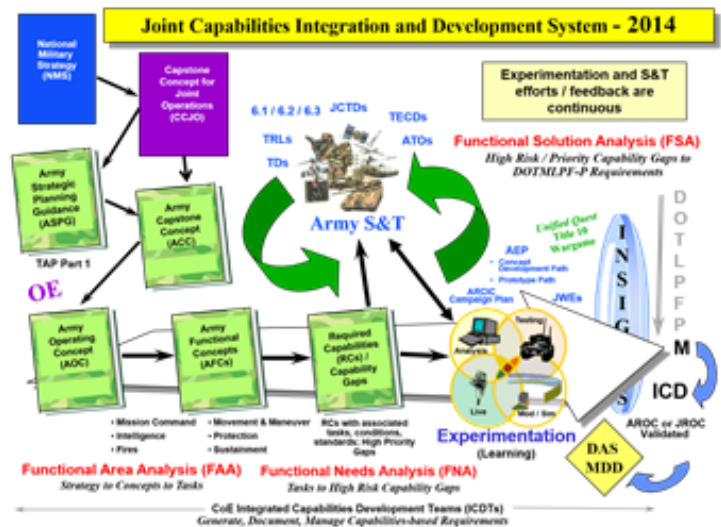 Joint Capabilities Integration and Development System - 2014
National
Military
Strategy
(NMS)
Capstone
Concept for
Joint
Operations
(CCJO)
Experimentation and S&T
efforts / feedback are
continuous
6.1 / 6.2 / 6.3
JCTDs
TECDs
TRLs
ATOs
TDs
Army S&T
Functional Solution Analysis (FSA)
High Risk / Priority Capability Gaps to
DOTMLPF-P Requirements
Army
Strategic
Planning
Guidance
(ASPG)
TAP Part 1
Army
Capstone
Concept
(ACC)
OE
Unified Quest
Title 10
Wargame
AEP
• Concept
Development Path
• Prototype Path
ARCIC
Campaign Plan
JWEs
INSIG
S
DOTLPFP
M
Army
Operating
Concept
(AOC)
Army
Functional
Concepts
(AFCs)
Required
Capabilities
(RCs) /
Capability
Gaps
Analysis
Testing
Live
Mod / Sim
Experimentation
(Learning)
ICD
AROC or JROC
Validated
DAS
MDD
• Mission Command
• Intelligence
• Fires
• Movement & Maneuver
• Protection
• Sustainment
RCs with associated
tasks, conditions,
standards: High Priority
Gaps
Functional Area Analysis (FAA)
Strategy to Concepts to Tasks
Functional Needs Analysis (FNA)
Tasks to High Risk Capability Gaps
CoE Integrated Capabilities Development Teams (ICDTs)
Generate, Document, Manage Capabilities-based Requirements